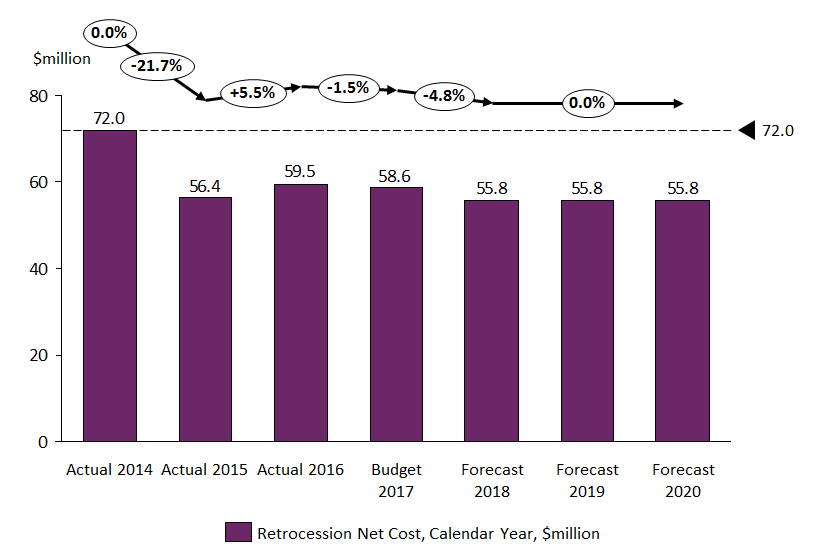 0.0%
$million
-21.7%
+5.5%
-1.5%
-4.8%
0.0%
80
60
40
20
0
72.0
56.4
59.5
58.6
55.8
55.8
55.8
72.0
Actual 2014
Actual 2015
Actual 2016
Budget
2017
Forecast
2018
Forecast
2019
Forecast
2020
Retrocession Net Cost, Calendar Year, $million